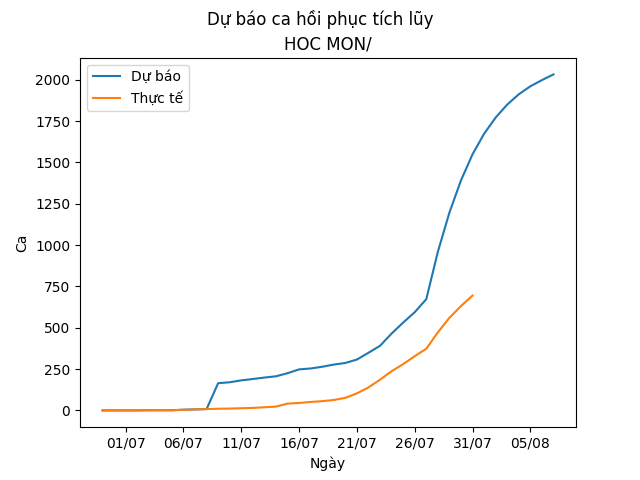 Dự báo ca hồi phục tích lũy
HOC MON/
Dự báo
Thực tế
2000
1750
1500
1250
1000
750
500
250
0
Ca
01/07
06/07
11/07
16/07
21/07
26/07
31/07
05/08
Ngày